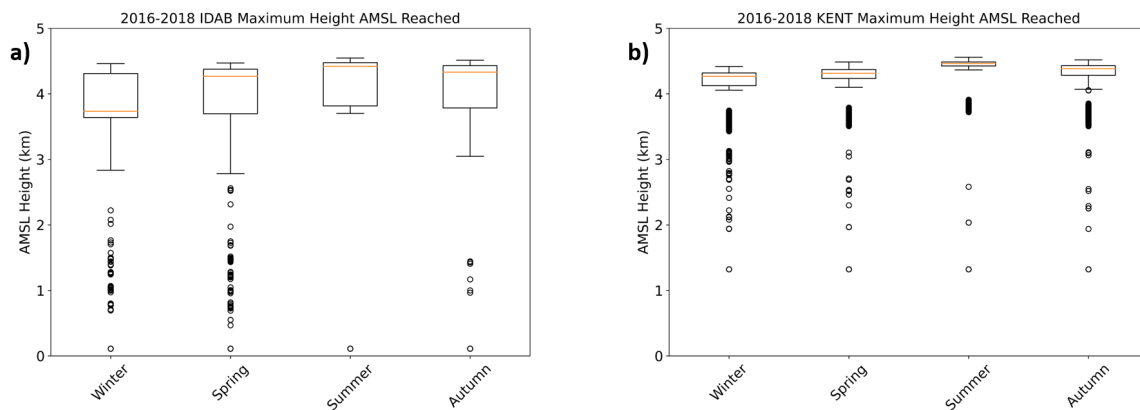 a)
2016-2018 IDAB Maximum Height AMSL Reached
AMSL Height (km)
5
4
3
2
1
0
Winter
Spring
Summer
Autumn
b)
2016-2018 KENT Maximum Height AMSL Reached
AMSL Height (km)
5
4
3
2
1
0
Winter
Spring
Summer
Autumn